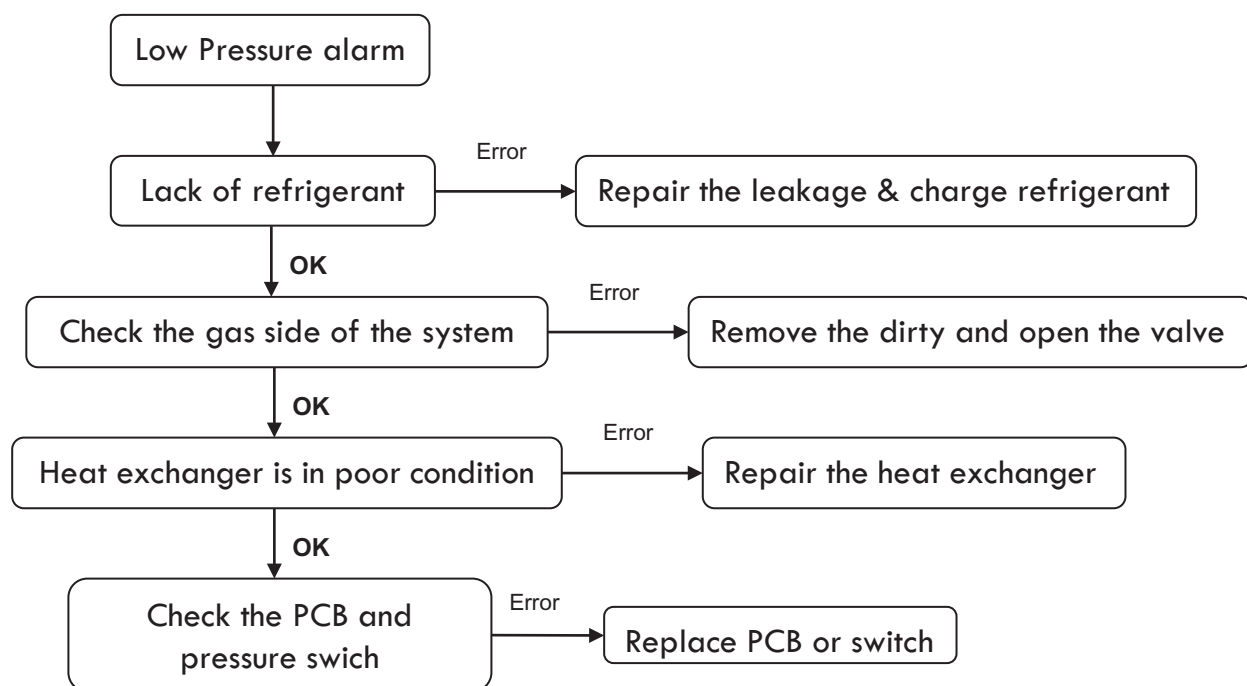 Low Pressure alarm
Error
Lack of refrigerant
Repair the leakage & charge refrigerant
OK
Error
Check the gas side of the system
Remove the dirty and open the valve
OK
Error
Heat exchanger is in poor condition
Repair the heat exchanger
OK
Error
Check the PCB and
pressure swich
Replace PCB or switch